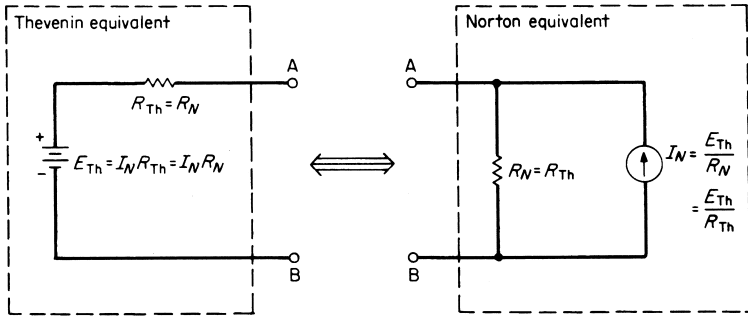 Thevenin equivalent
A
R_Th = R_N
+
E_Th = I_N R_Th = I_N R_N
−
B
Norton equivalent
A
R_N = R_Th
I_N = E_Th / R_N
= E_Th / R_Th
B